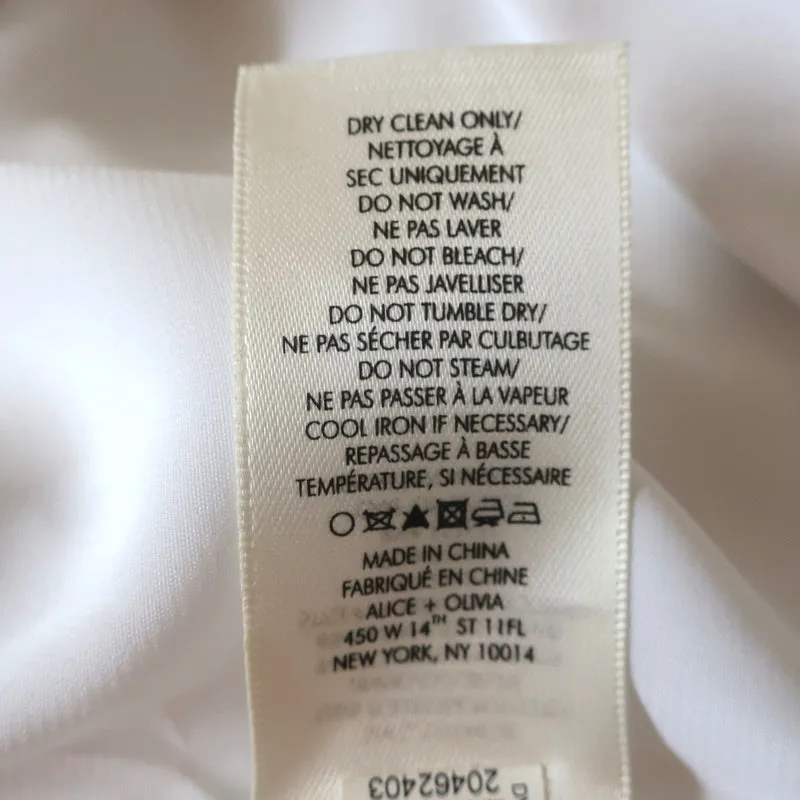 DRY CLEAN ONLY/
NETTOYAGE À
SEC UNIQUEMENT
DO NOT WASH/
NE PAS LAVER
DO NOT BLEACH/
NE PAS JAVELLISER
DO NOT TUMBLE DRY/
NE PAS SÉCHER PAR CULBUTAGE
DO NOT STEAM/
NE PAS PASSER À LA VAPEUR
COOL IRON IF NECESSARY/
REPASSAGE À BASSE
TEMPÉRATURE, SI NÉCESSAIRE
MADE IN CHINA
FABRIQUÉ EN CHINE
ALICE + OLIVIA
450 W 14TH ST 11FL
NEW YORK, NY 10014
20462403